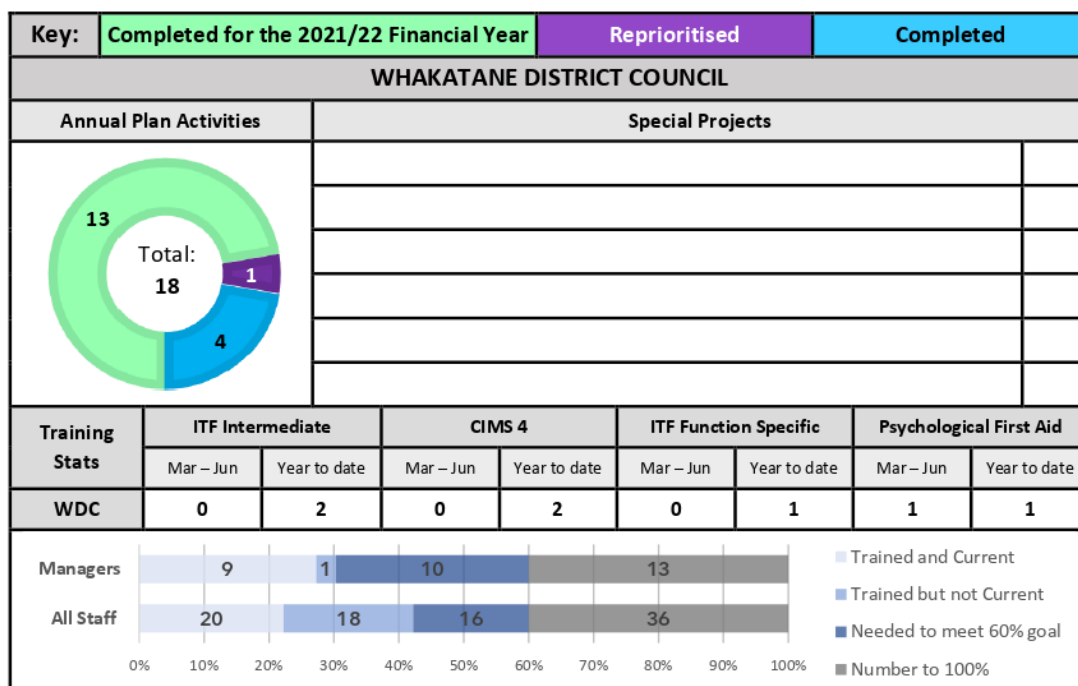 Key: Completed for the 2021/22 Financial Year Reprioritised Completed
WHAKATANE DISTRICT COUNCIL
Annual Plan Activities Special Projects
13
Total:
18
1
4
Training Stats ITF Intermediate CIMS 4 ITF Function Specific Psychological First Aid
Mar – Jun Year to date Mar – Jun Year to date Mar – Jun Year to date Mar – Jun Year to date
WDC 0 2 0 2 0 1 1 1
Managers 9 1 10 13
All Staff 20 18 16 36
0% 10% 20% 30% 40% 50% 60% 70% 80% 90% 100%
Trained and Current
Trained but not Current
Needed to meet 60% goal
Number to 100%